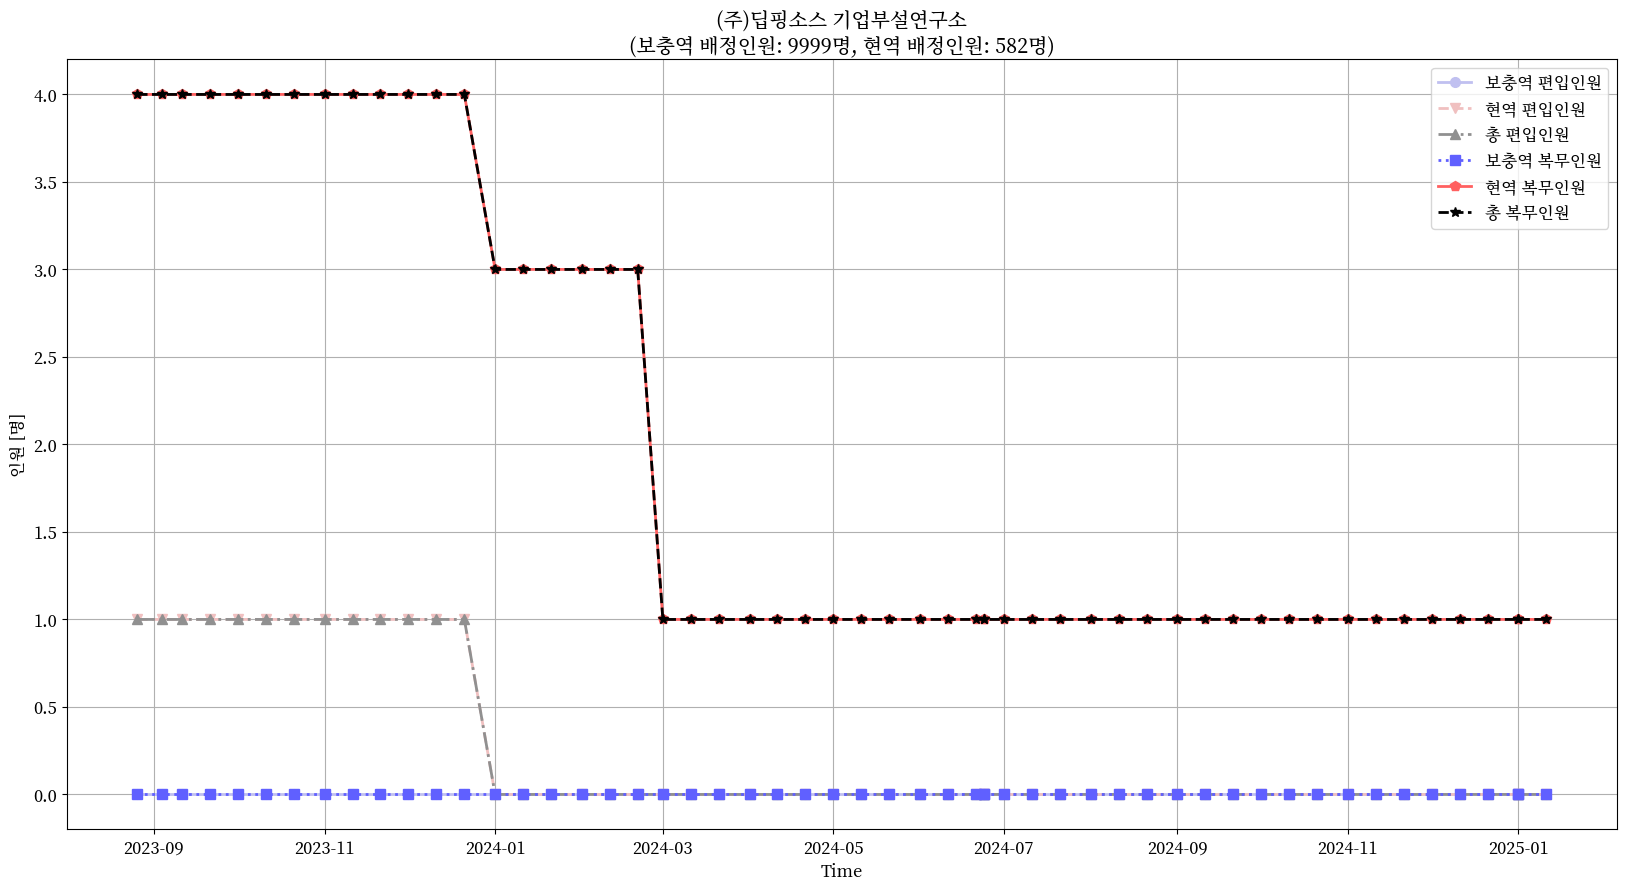 (주)딥핑소스 기업부설연구소
(보충역 배정인원: 9999명, 현역 배정인원: 582명)
보충역 편입인원
현역 편입인원
총 편입인원
보충역 복무인원
현역 복무인원
총 복무인원
인원 [명]
4.0
3.5
3.0
2.5
2.0
1.5
1.0
0.5
0.0
2023-09 2023-11 2024-01 2024-03 2024-05 2024-07 2024-09 2024-11 2025-01
Time